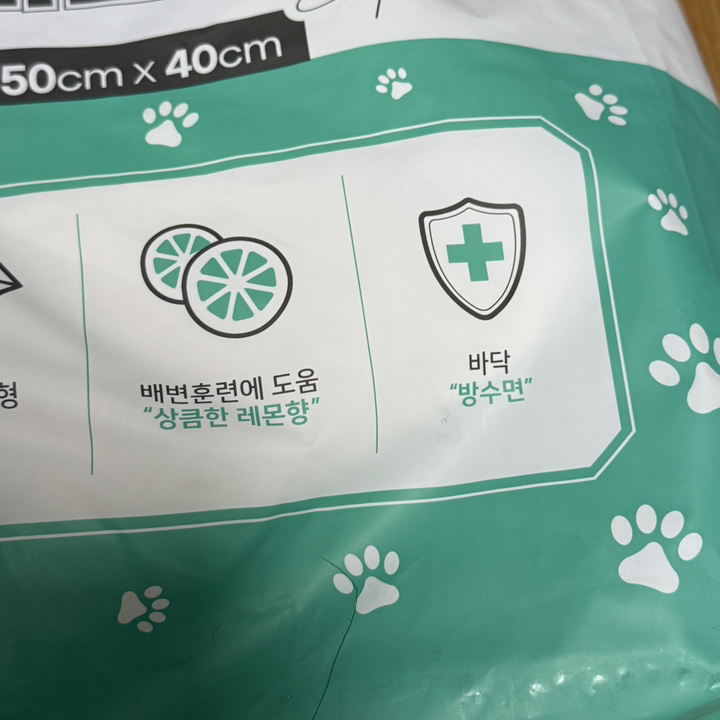 50cm x 40cm
형
배변훈련에 도움
“상큼한 레몬향”
바닥
“방수면”